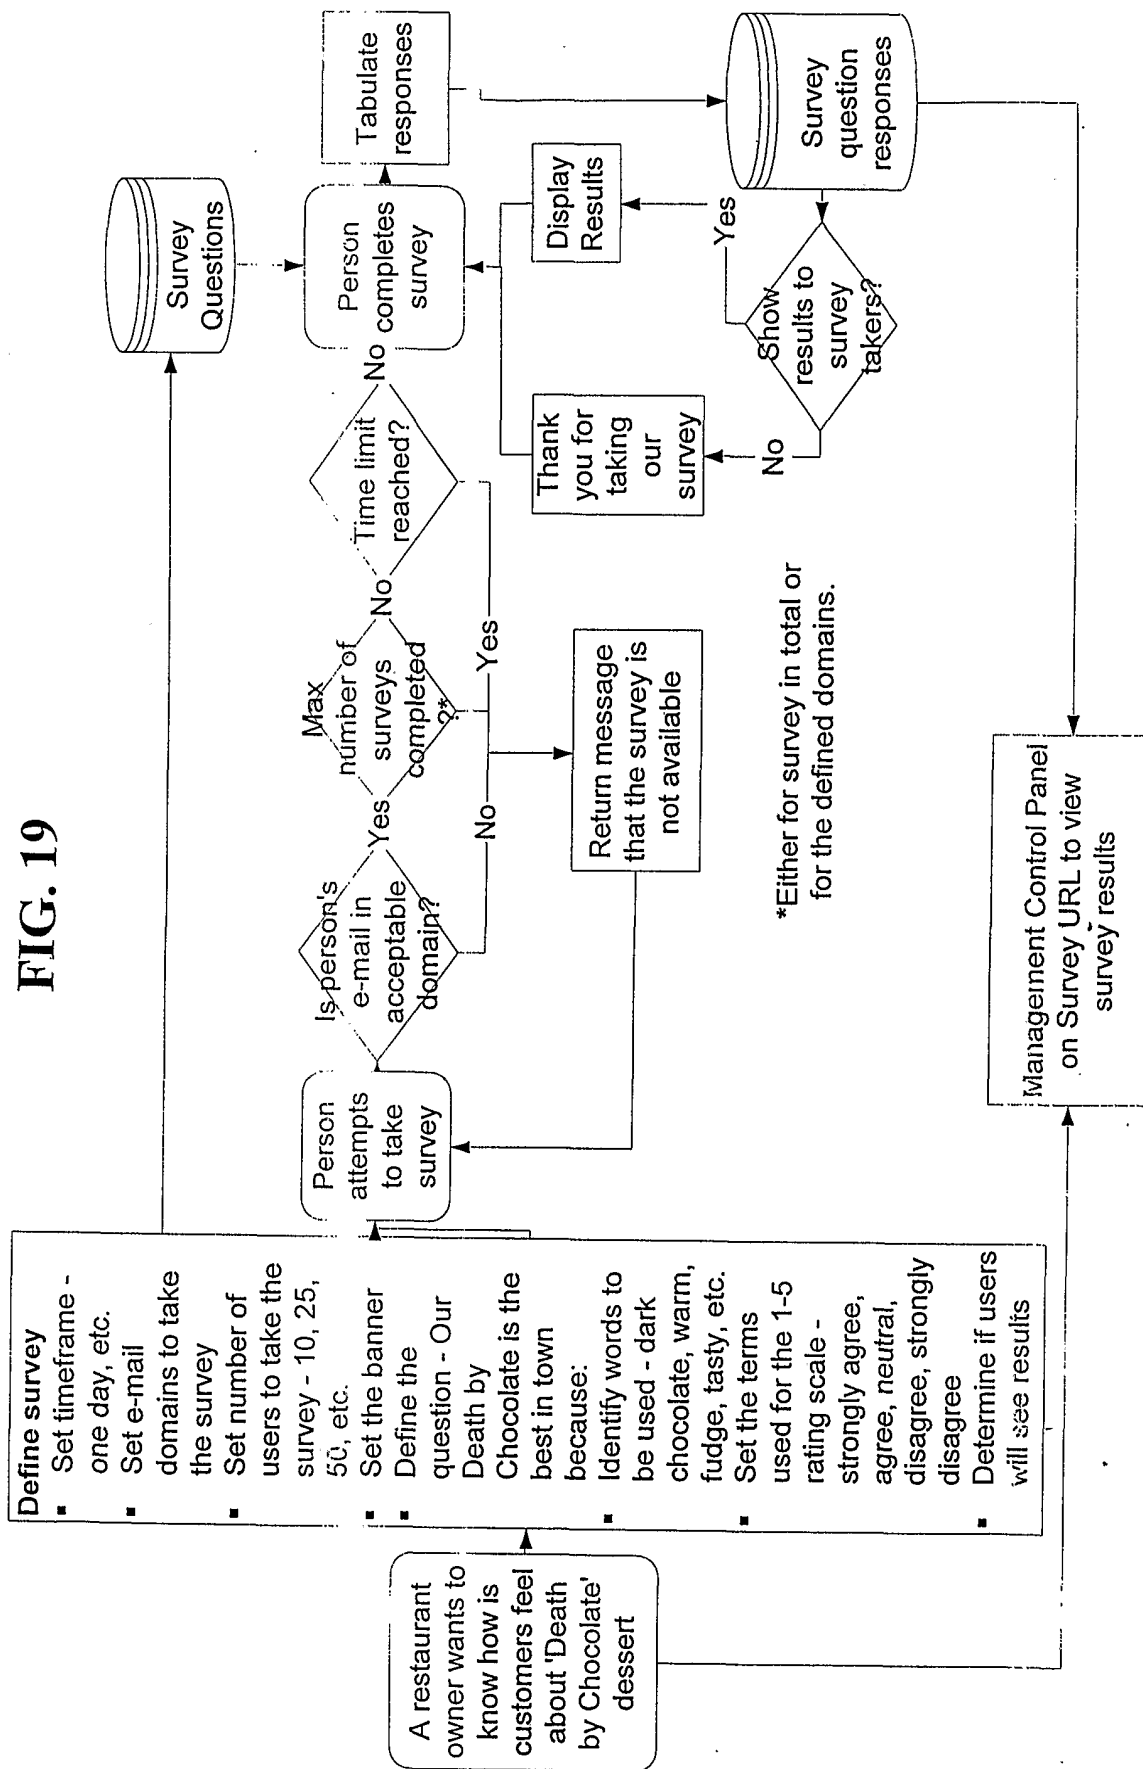 FIG. 19
A restaurant
owner wants to
know how is
customers feel
about 'Death
by Chocolate'
dessert
Define survey
▪ Set timeframe -
one day, etc.
▪ Set e-mail
domains to take
the survey
▪ Set number of
users to take the
survey - 10, 25,
50, etc.
▪ Set the banner
▪ Define the
question - Our
Death by
Chocolate is the
best in town
because:
▪ Identify words to
be used - dark
chocolate, warm,
fudge, tasty, etc.
▪ Set the terms
used for the 1-5
rating scale -
strongly agree,
agree, neutral,
disagree, strongly
disagree
▪ Determine if users
will see results
Person
attempts
to take
survey
Is person's
e-mail in
acceptable
domain?
Yes
No
Max
number of
surveys
completed
?*
No
Yes
Time limit
reached?
No
Return message
that the survey is
not available
Survey
Questions
Person
completes
survey
Tabulate
responses
Survey
question
responses
Show
results to
survey
takers?
Yes
Display
Results
No
Thank
you for
taking
our
survey
*Either for survey in total or
for the defined domains.
Management Control Panel
on Survey URL to view
survey results